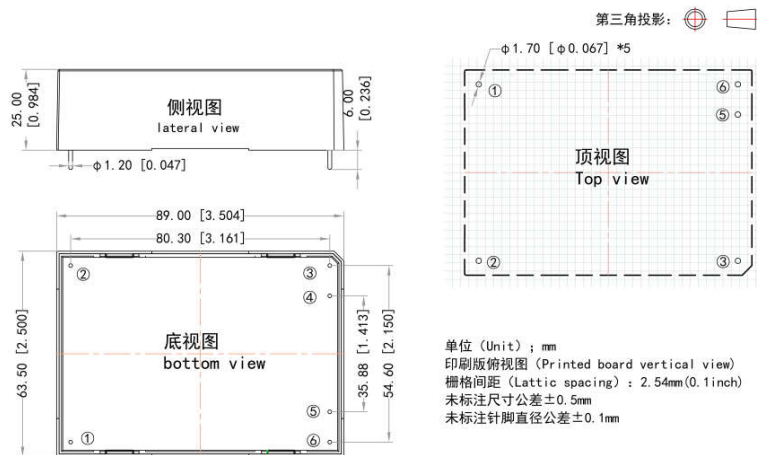 第三角投影：
φ1.70 [φ0.067] *5
25.00
[0.984]
侧视图
lateral view
6.00
[0.236]
φ1.20 [0.047]
①
⑥
⑤
顶视图
Top view
②
③
89.00 [3.504]
80.30 [3.161]
②
③
④
63.50 [2.500]
底视图
bottom view
35.88 [1.413]
54.60 [2.150]
⑤
①
⑥
单位（Unit）；mm
印刷版俯视图（Printed board vertical view)
栅格间距（Lattic spacing）：2.54mm(0.1inch)
未标注尺寸公差±0.5mm
未标注针脚直径公差±0.1mm